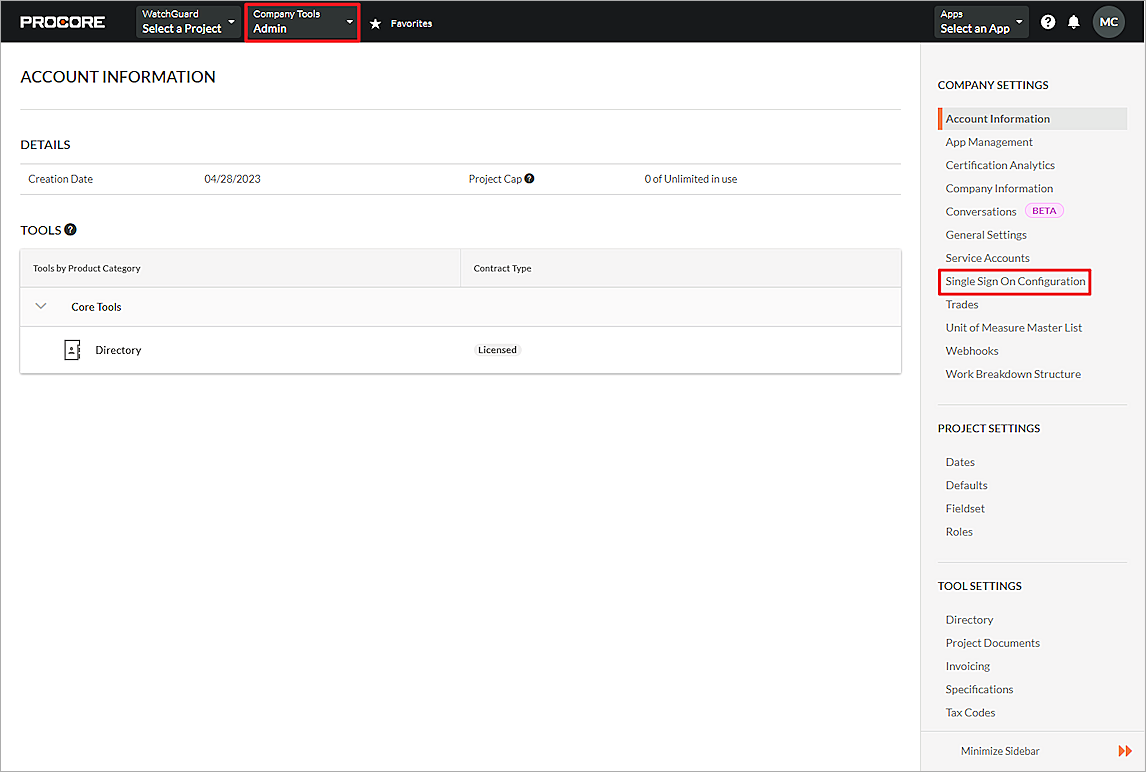 PROCORE
WatchGuard
Select a Project
Company Tools
Admin
Favorites
Apps
Select an App
?
MC
ACCOUNT INFORMATION
DETAILS
Creation Date 04/28/2023 Project Cap ? 0 of Unlimited in use
TOOLS ?
Tools by Product Category Contract Type
Core Tools
Directory Licensed
COMPANY SETTINGS
Account Information
App Management
Certification Analytics
Company Information
Conversations BETA
General Settings
Service Accounts
Single Sign On Configuration
Trades
Unit of Measure Master List
Webhooks
Work Breakdown Structure
PROJECT SETTINGS
Dates
Defaults
Fieldset
Roles
TOOL SETTINGS
Directory
Project Documents
Invoicing
Specifications
Tax Codes
Minimize Sidebar